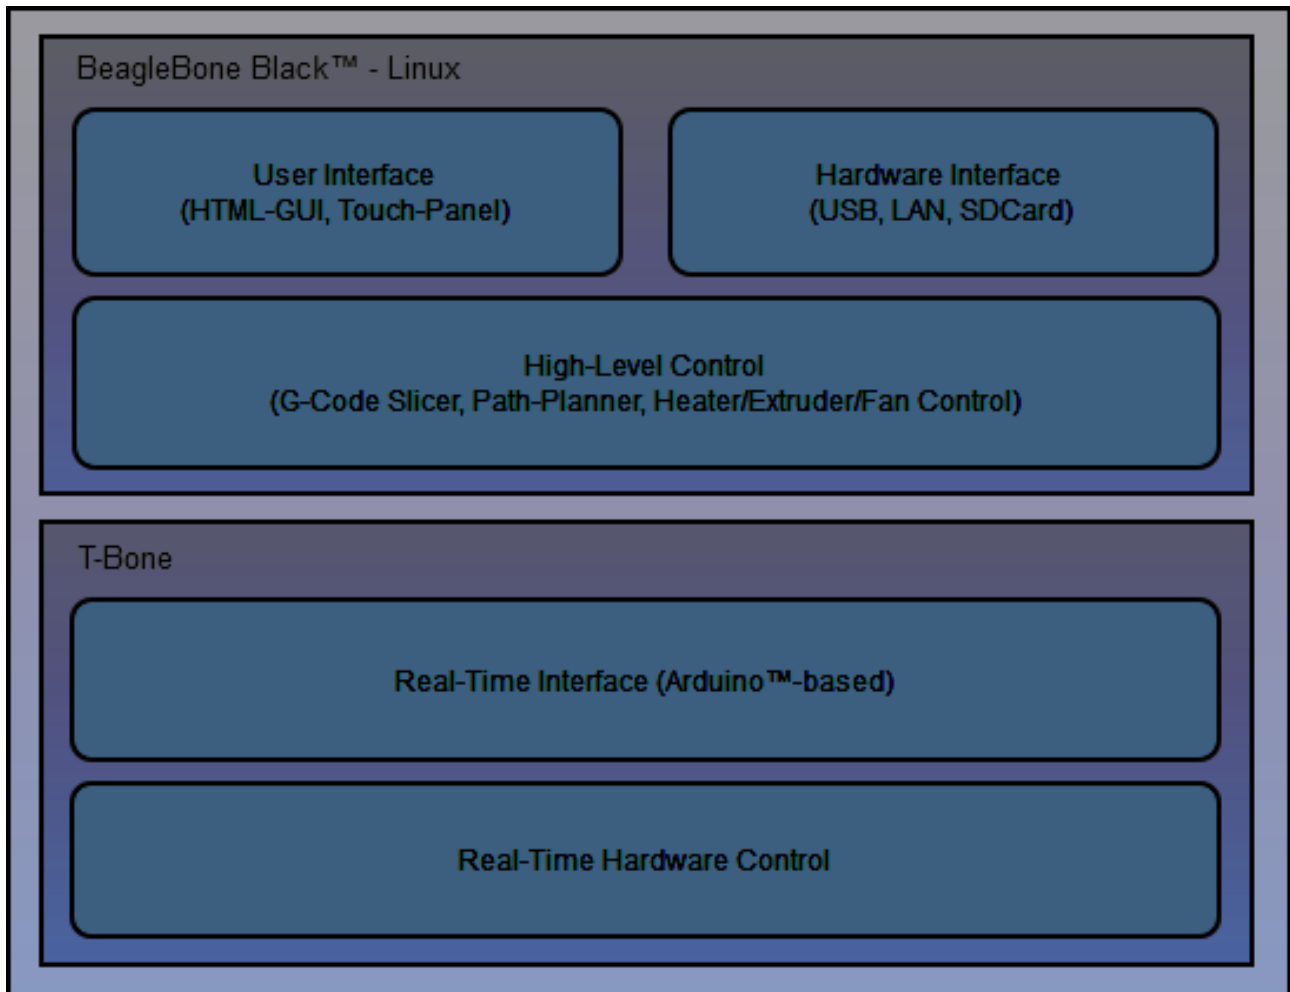 BeagleBone Black™ - Linux
User Interface
(HTML-GUI, Touch-Panel)
Hardware Interface
(USB, LAN, SDCard)
High-Level Control
(G-Code Slicer, Path-Planner, Heater/Extruder/Fan Control)
T-Bone
Real-Time Interface (Arduino™-based)
Real-Time Hardware Control